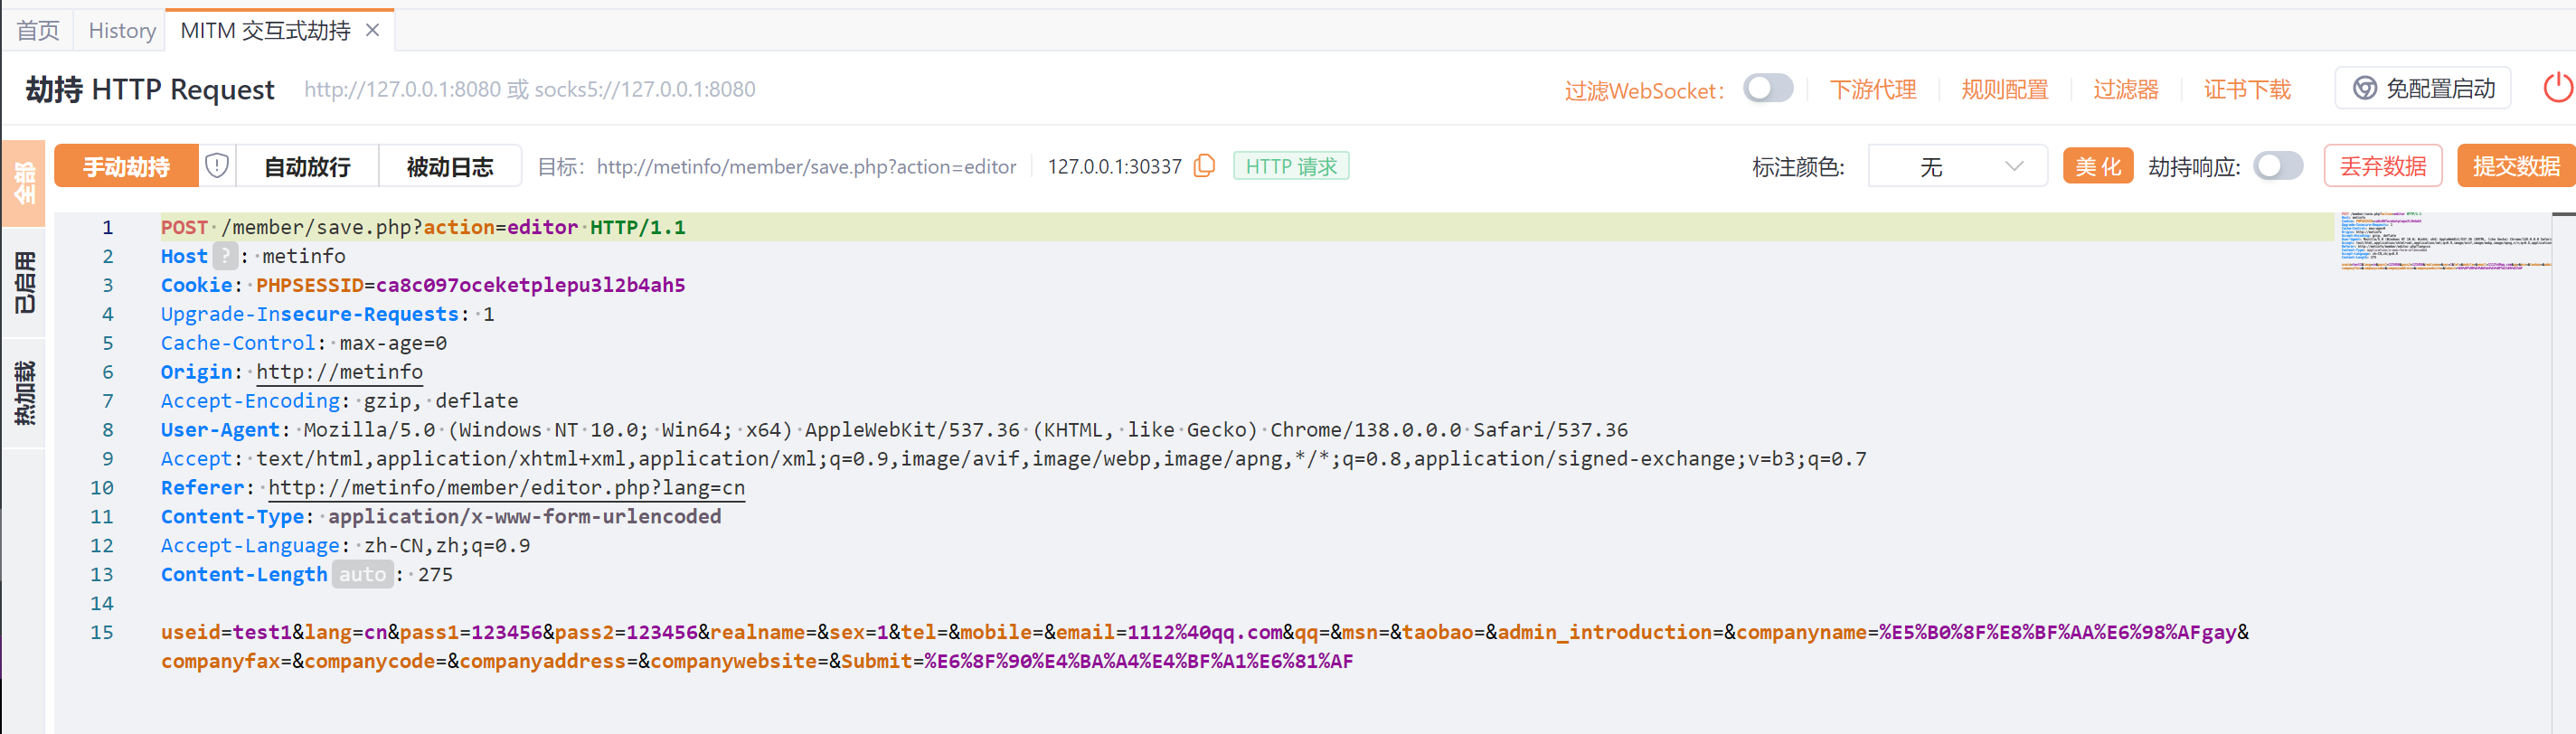 首页 History MITM 交互式劫持
劫持 HTTP Request http://127.0.0.1:8080 或 socks5://127.0.0.1:8080 过滤WebSocket: 下游代理 规则配置 过滤器 证书下载 免配置启动
全部
已启用
热加载
手动劫持 自动放行 被动日志 目标: http://metinfo/member/save.php?action=editor 127.0.0.1:30337 HTTP 请求 标注颜色: 无 美化 劫持响应: 丢弃数据 提交数据
1 POST /member/save.php?action=editor HTTP/1.1
2 Host ? : metinfo
3 Cookie: PHPSESSID=ca8c097oceketplepu3l2b4ah5
4 Upgrade-Insecure-Requests: 1
5 Cache-Control: max-age=0
6 Origin: http://metinfo
7 Accept-Encoding: gzip, deflate
8 User-Agent: Mozilla/5.0 (Windows NT 10.0; Win64; x64) AppleWebKit/537.36 (KHTML, like Gecko) Chrome/138.0.0.0 Safari/537.36
9 Accept: text/html,application/xhtml+xml,application/xml;q=0.9,image/avif,image/webp,image/apng,*/*;q=0.8,application/signed-exchange;v=b3;q=0.7
10 Referer: http://metinfo/member/editor.php?lang=cn
11 Content-Type: application/x-www-form-urlencoded
12 Accept-Language: zh-CN,zh;q=0.9
13 Content-Length auto : 275
14
15 useid=test1&lang=cn&pass1=123456&pass2=123456&realname=&sex=1&tel=&mobile=&email=1112%40qq.com&qq=&msn=&taobao=&admin_introduction=&companyname=%E5%B0%8F%E8%BF%AA%E6%98%AFgay&
companyfax=&companycode=&companyaddress=&companywebsite=&Submit=%E6%8F%90%E4%BA%A4%E4%BF%A1%E6%81%AF